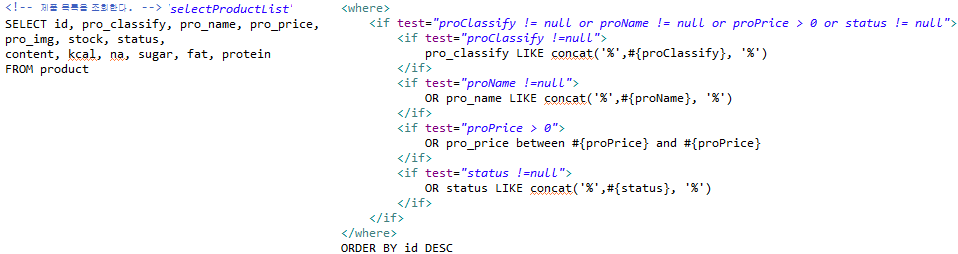 <!-- 제품 목록을 조회한다. --> 'selectProductList'
SELECT id, pro_classify, pro_name, pro_price,
pro_img, stock, status,
content, kcal, na, sugar, fat, protein
FROM product
<where>
<if test="proClassify != null or proName != null or proPrice > 0 or status != null">
<if test="proClassify !=null">
pro_classify LIKE concat('%',#{proClassify}, '%')
</if>
<if test="proName !=null">
OR pro_name LIKE concat('%',#{proName}, '%')
</if>
<if test="proPrice > 0">
OR pro_price between #{proPrice} and #{proPrice}
</if>
<if test="status !=null">
OR status LIKE concat('%',#{status}, '%')
</if>
</if>
</where>
ORDER BY id DESC